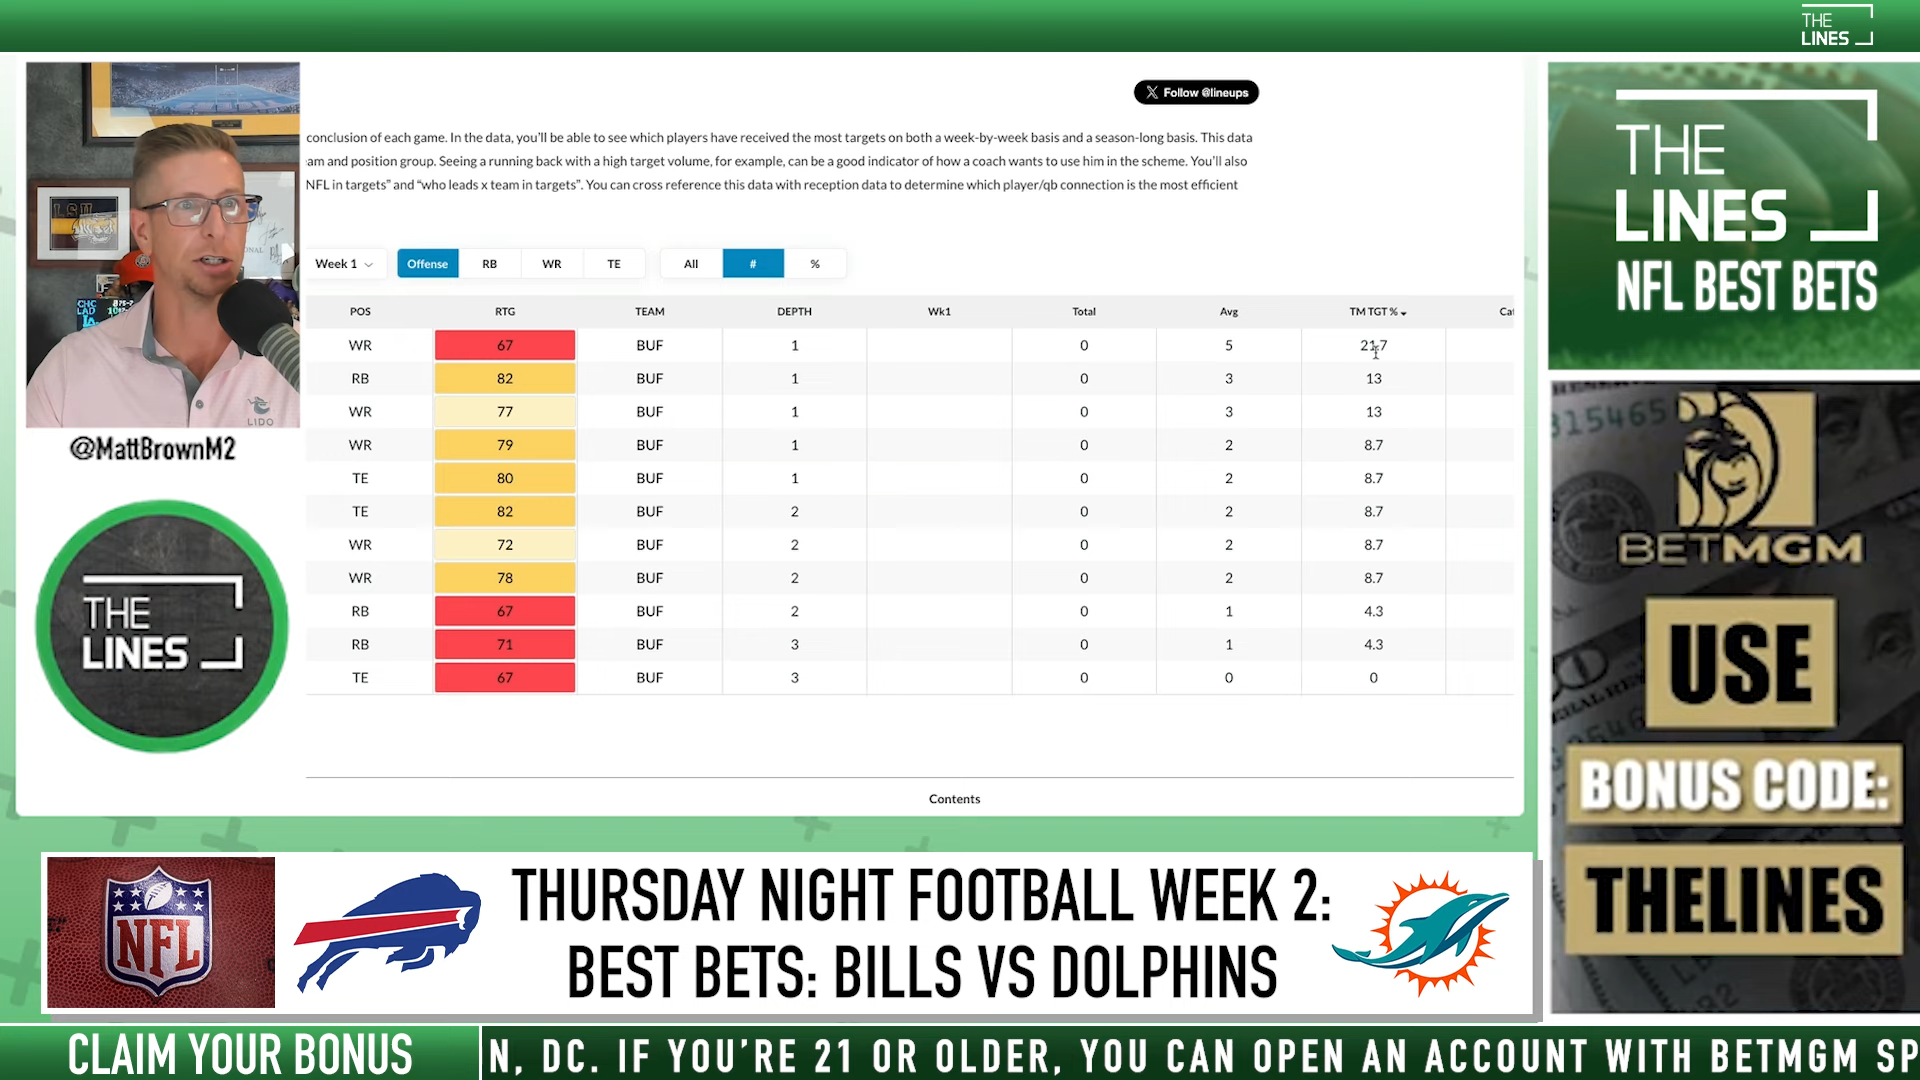 THE
LINES
Follow @lineups
conclusion of each game. In the data, you'll be able to see which players have received the most targets on both a week-by-week basis and a season-long basis. This data
am and position group. Seeing a running back with a high target volume, for example, can be a good indicator of how a coach wants to use him in the scheme. You'll also
NFL in targets" and "who leads x team in targets". You can cross reference this data with reception data to determine which player/qb connection is the most efficient
Week 1 Offense RB WR TE All # %
POS RTG TEAM DEPTH Wk1 Total Avg TM TGT %
WR 67 BUF 1 0 5 21.7
RB 82 BUF 1 0 3 13
WR 77 BUF 1 0 3 13
WR 79 BUF 1 0 2 8.7
TE 80 BUF 1 0 2 8.7
TE 82 BUF 2 0 2 8.7
WR 72 BUF 2 0 2 8.7
WR 78 BUF 2 0 2 8.7
RB 67 BUF 2 0 1 4.3
RB 71 BUF 3 0 1 4.3
TE 67 BUF 3 0 0 0
Contents
LSU
LIDO
@MattBrownM2
THE
LINES
THE
LINES
NFL BEST BETS
BETMGM
USE
BONUS CODE:
THELINES
NFL
THURSDAY NIGHT FOOTBALL WEEK 2:
BEST BETS: BILLS VS DOLPHINS
CLAIM YOUR BONUS
N, DC. IF YOU'RE 21 OR OLDER, YOU CAN OPEN AN ACCOUNT WITH BETMGM SP